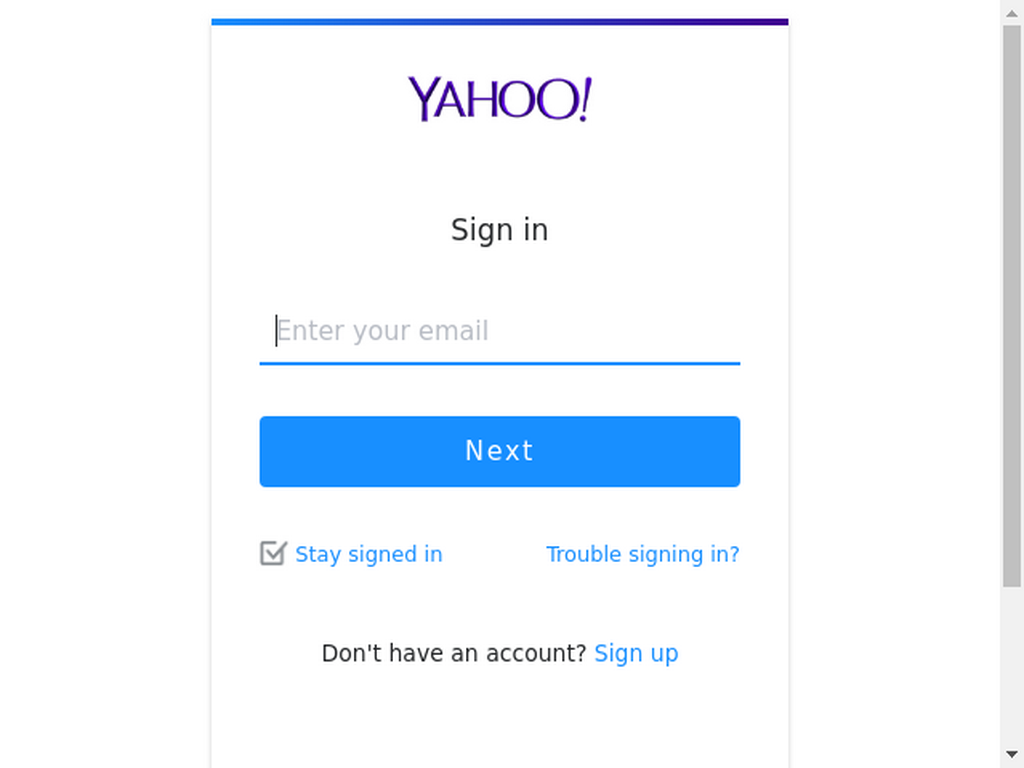 YAHOO!
Sign in
Enter your email
Next
Stay signed in Trouble signing in?
Don't have an account? Sign up